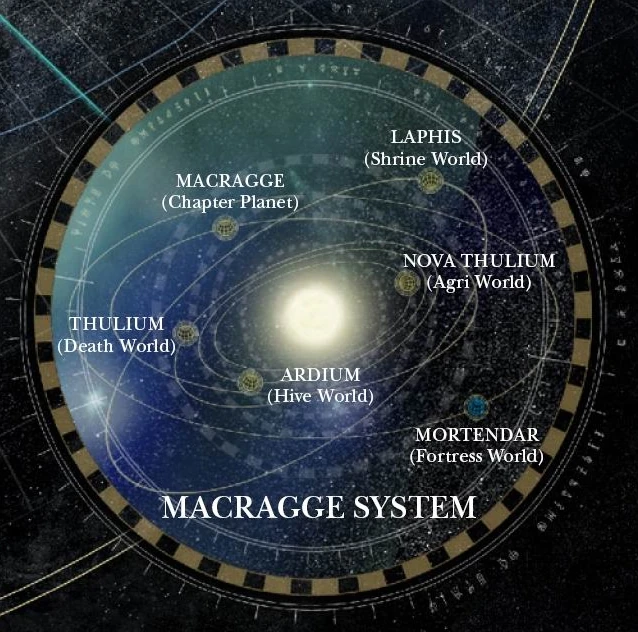 LAPHIS
(Shrine World)
MACRAGGE
(Chapter Planet)
NOVA THULIUM
(Agri World)
THULIUM
(Death World)
ARDIUM
(Hive World)
MORTENDAR
(Fortress World)
MACRAGGE SYSTEM